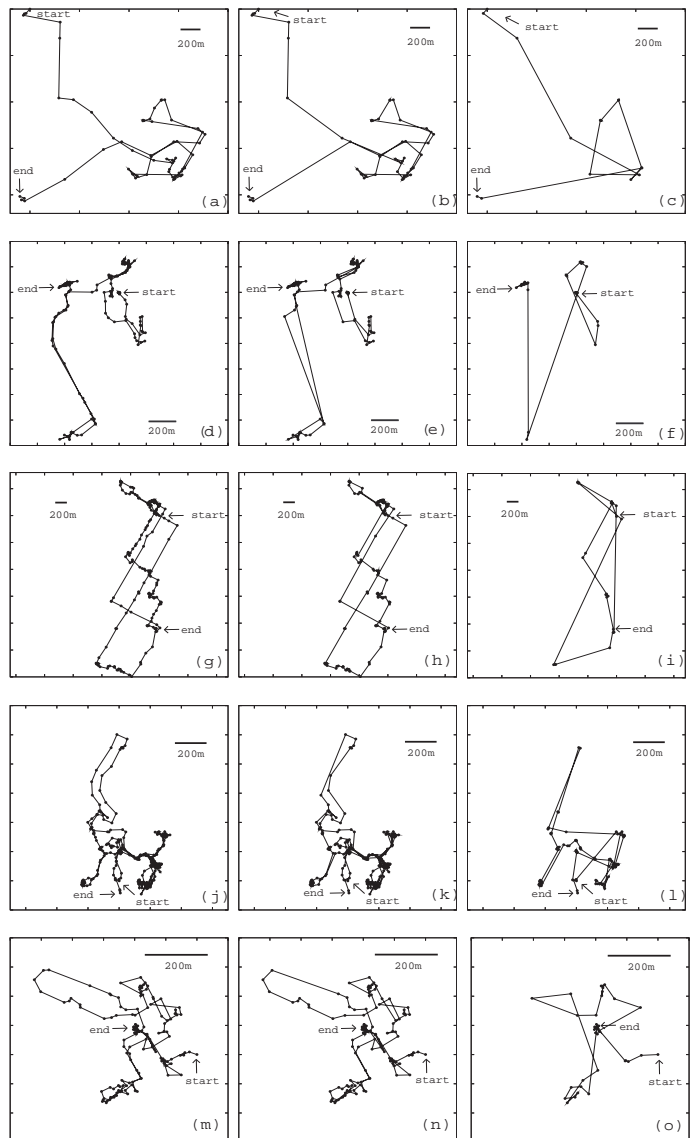 start
200m
end
(a)
start
200m
end
(b)
start
200m
end
(c)
end
start
200m
(d)
end
start
200m
(e)
end
start
200m
(f)
200m
start
end
(g)
200m
start
end
(h)
200m
start
end
(i)
200m
end
start
(j)
200m
end
start
(k)
200m
end
start
(l)
200m
end
start
(m)
200m
end
start
(n)
200m
end
start
(o)